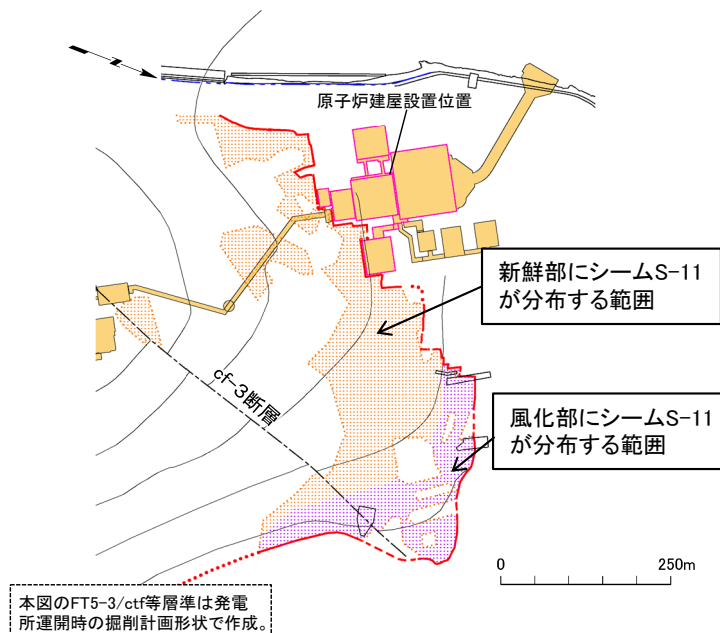 原子炉建屋設置位置
新鮮部にシームS-11
が分布する範囲
cf-3断層
風化部にシームS-11
が分布する範囲
0 250m
本図のFT5-3/ctf等層準は発電
所運開時の掘削計画形状で作成。